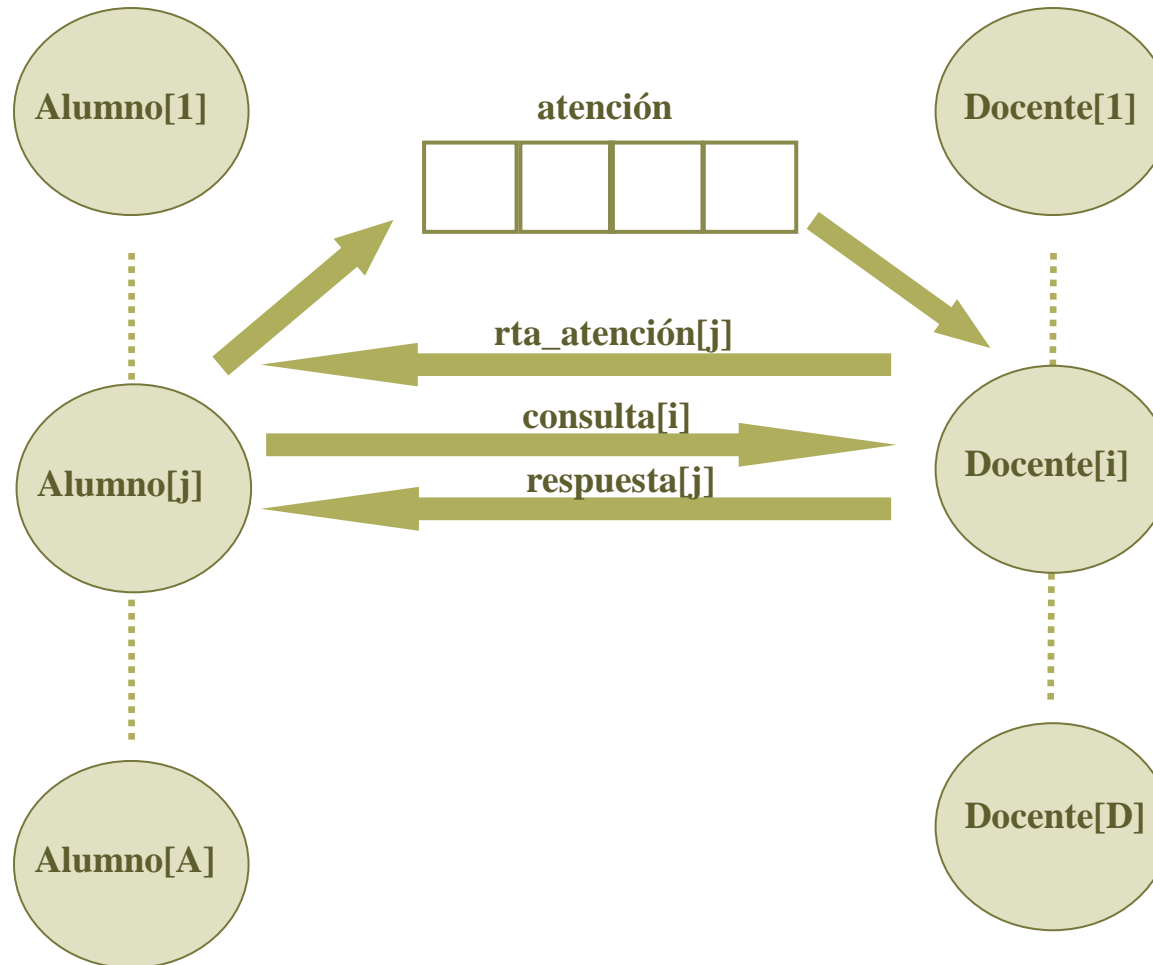 Alumno[1]
atención
Docente[1]
rta_atención[j]
consulta[i]
Alumno[j]
respuesta[j]
Docente[i]
Alumno[A]
Docente[D]